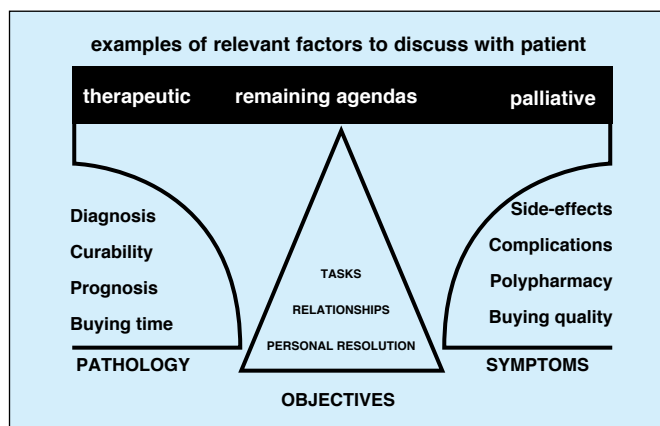 examples of relevant factors to discuss with patient
therapeutic remaining agendas palliative
Diagnosis
Curability
Prognosis
Buying time
PATHOLOGY
TASKS
RELATIONSHIPS
PERSONAL RESOLUTION
OBJECTIVES
Side-effects
Complications
Polypharmacy
Buying quality
SYMPTOMS